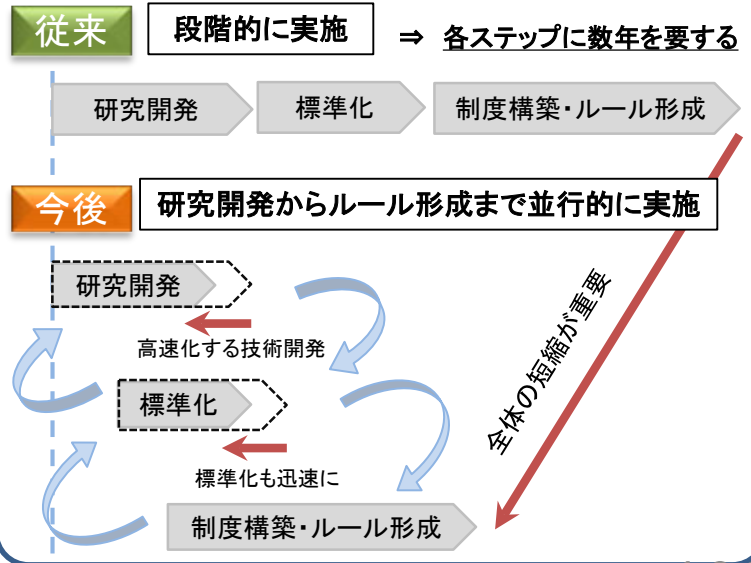 従来
段階的に実施
⇒ 各ステップに数年を要する
研究開発
標準化
制度構築・ルール形成
今後
研究開発からルール形成まで並行的に実施
研究開発
高速化する技術開発
標準化
標準化も迅速に
制度構築・ルール形成
全体の短縮が重要